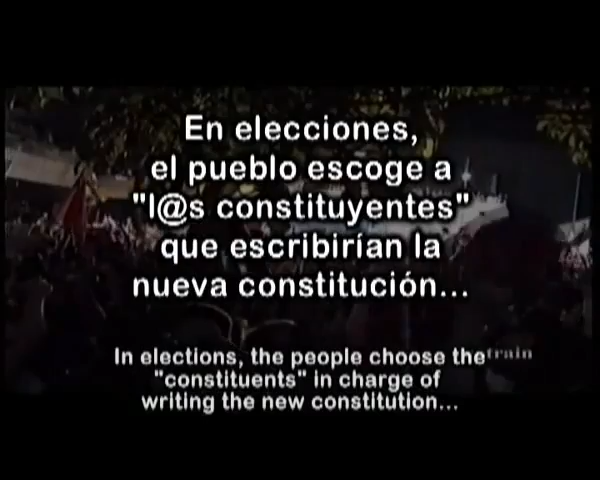 En elecciones,
el pueblo escoge a
"l@s constituyentes"
que escribirían la
nueva constitución...
In elections, the people choose the train
"constituents" in charge of
writing the new constitution...